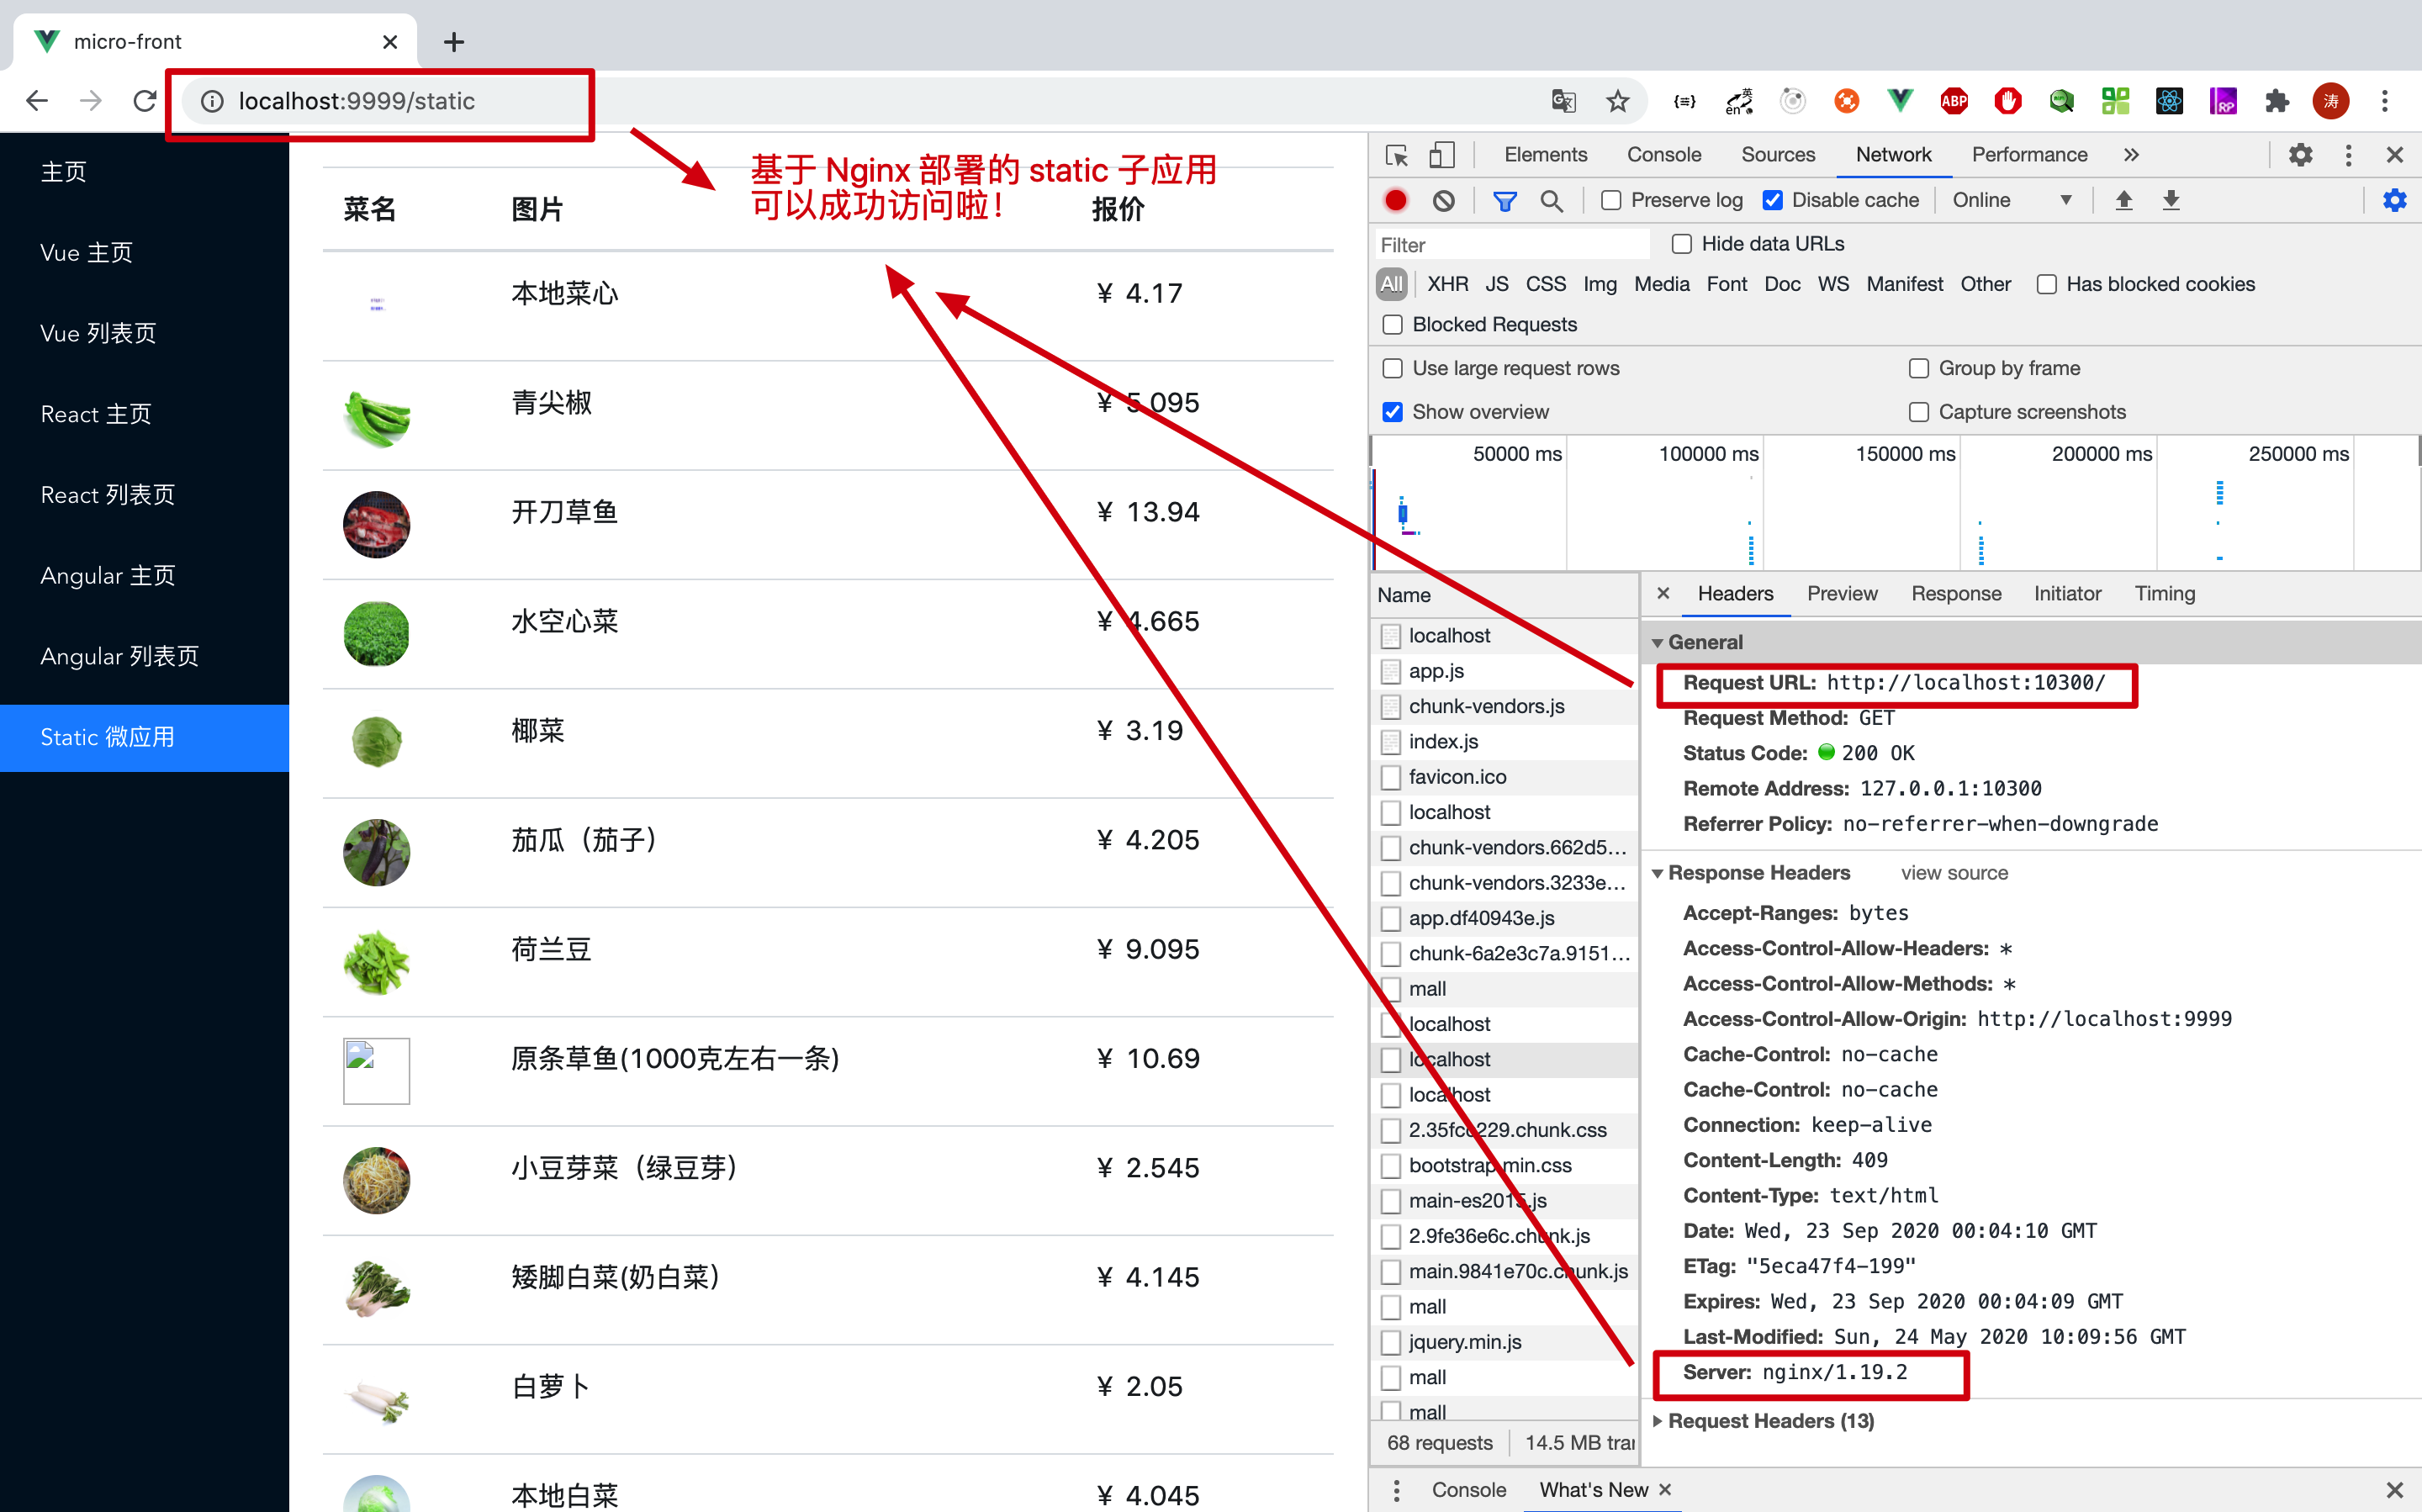 micro-front
localhost:9999/static
主页
Vue 主页
Vue 列表页
React 主页
React 列表页
Angular 主页
Angular 列表页
Static 微应用
基于 Nginx 部署的 static 子应用
可以成功访问啦！
菜名 图片 报价
本地菜心 ¥ 4.17
青尖椒 ¥ 5.095
开刀草鱼 ¥ 13.94
水空心菜 ¥ 4.665
椰菜 ¥ 3.19
茄瓜（茄子） ¥ 4.205
荷兰豆 ¥ 9.095
原条草鱼(1000克左右一条) ¥ 10.69
小豆芽菜（绿豆芽） ¥ 2.545
矮脚白菜(奶白菜） ¥ 4.145
白萝卜 ¥ 2.05
本地白菜 ¥ 4.045
ABP
RP
涛
Elements Console Sources Network Performance
Preserve log Disable cache Online
Filter Hide data URLs
All XHR JS CSS Img Media Font Doc WS Manifest Other Has blocked cookies
Blocked Requests
Use large request rows Group by frame
Show overview Capture screenshots
50000 ms 100000 ms 150000 ms 200000 ms 250000 ms
Name
localhost
app.js
chunk-vendors.js
index.js
favicon.ico
localhost
chunk-vendors.662d5…
chunk-vendors.3233e…
app.df40943e.js
chunk-6a2e3c7a.9151…
mall
localhost
localhost
localhost
2.35fcc229.chunk.css
bootstrap.min.css
main-es2015.js
2.9fe36e6c.chunk.js
main.9841e70c.chunk.js
mall
jquery.min.js
mall
mall
68 requests 14.5 MB trar
Headers Preview Response Initiator Timing
General
Request URL: http://localhost:10300/
Request Method: GET
Status Code: 200 OK
Remote Address: 127.0.0.1:10300
Referrer Policy: no-referrer-when-downgrade
Response Headers view source
Accept-Ranges: bytes
Access-Control-Allow-Headers: *
Access-Control-Allow-Methods: *
Access-Control-Allow-Origin: http://localhost:9999
Cache-Control: no-cache
Cache-Control: no-cache
Connection: keep-alive
Content-Length: 409
Content-Type: text/html
Date: Wed, 23 Sep 2020 00:04:10 GMT
ETag: "5eca47f4-199"
Expires: Wed, 23 Sep 2020 00:04:09 GMT
Last-Modified: Sun, 24 May 2020 10:09:56 GMT
Server: nginx/1.19.2
Request Headers (13)
Console What's New